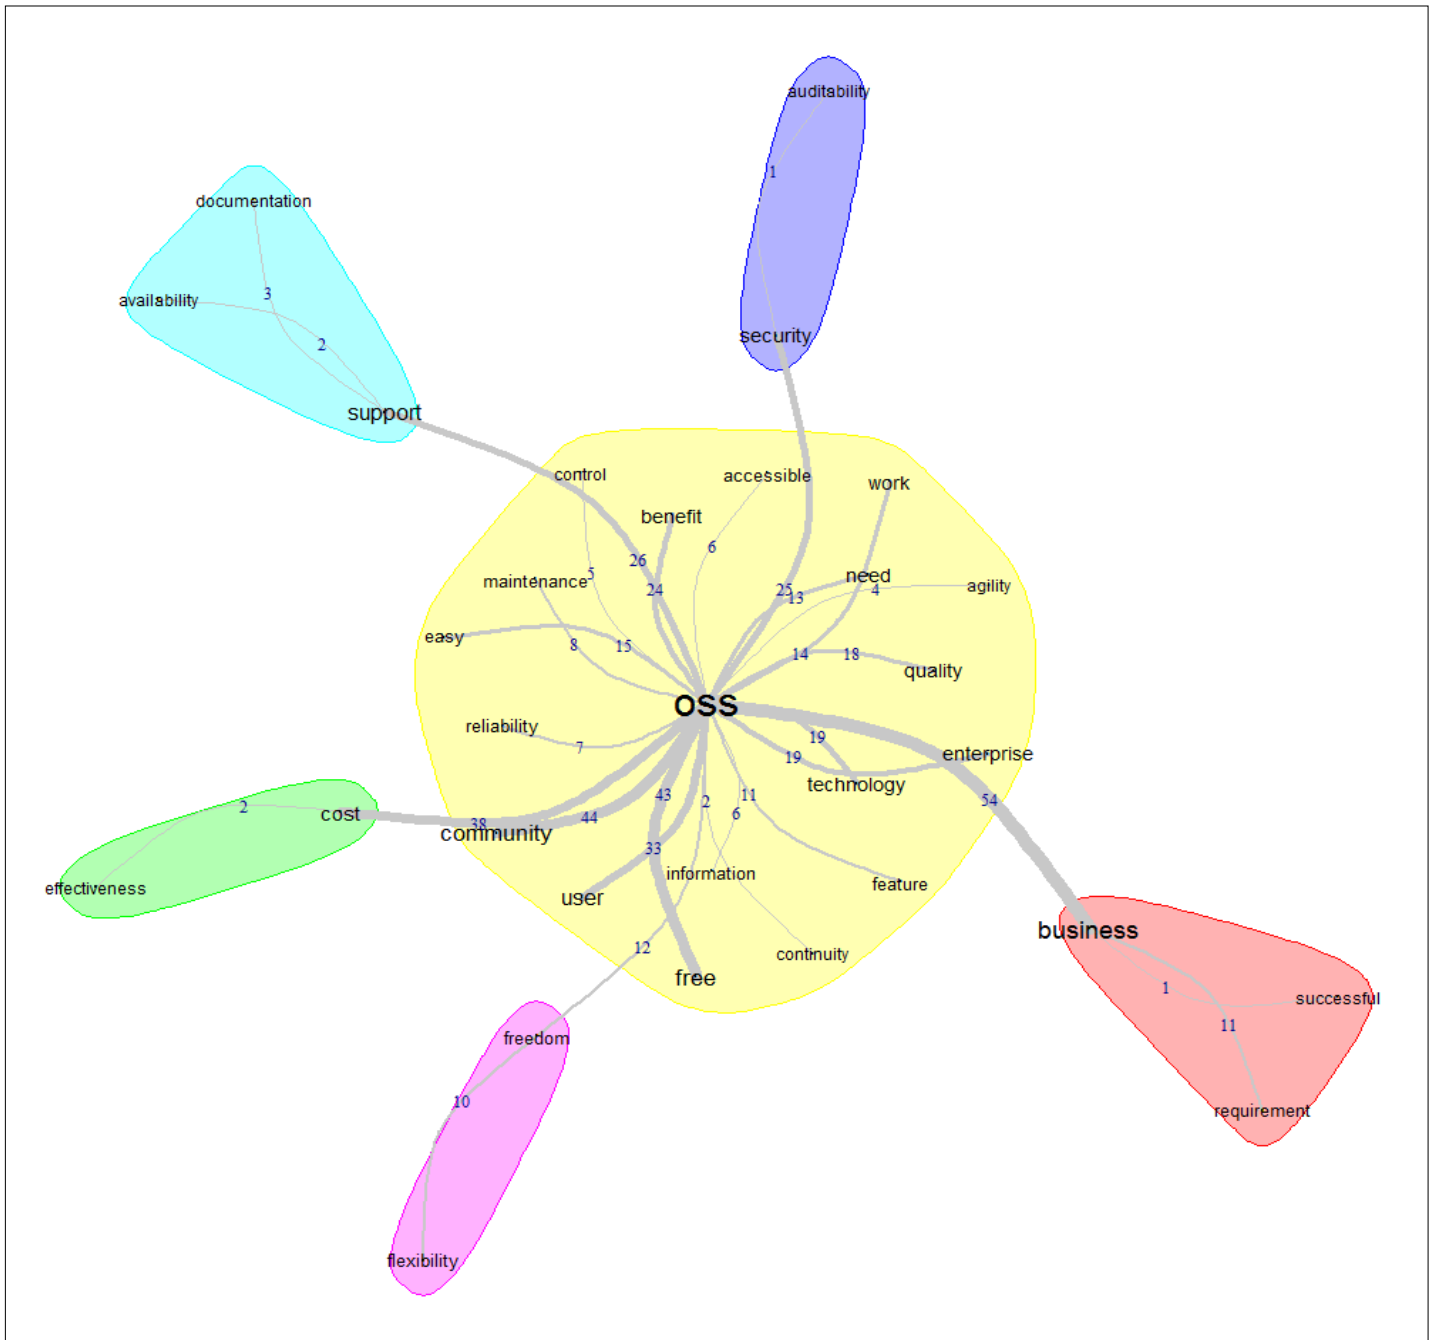 auditability
1
documentation
availability
3
2
security
support
control
accessible
work
benefit
6
26
5
24
maintenance
25
13
need
4
agility
easy
8
15
14
18
quality
oss
reliability
7
19
19
enterprise
technology
54
2
cost
38
community
44
43
2
11
6
33
information
user
feature
effectiveness
12
free
continuity
business
1
successful
11
freedom
10
requirement
flexibility